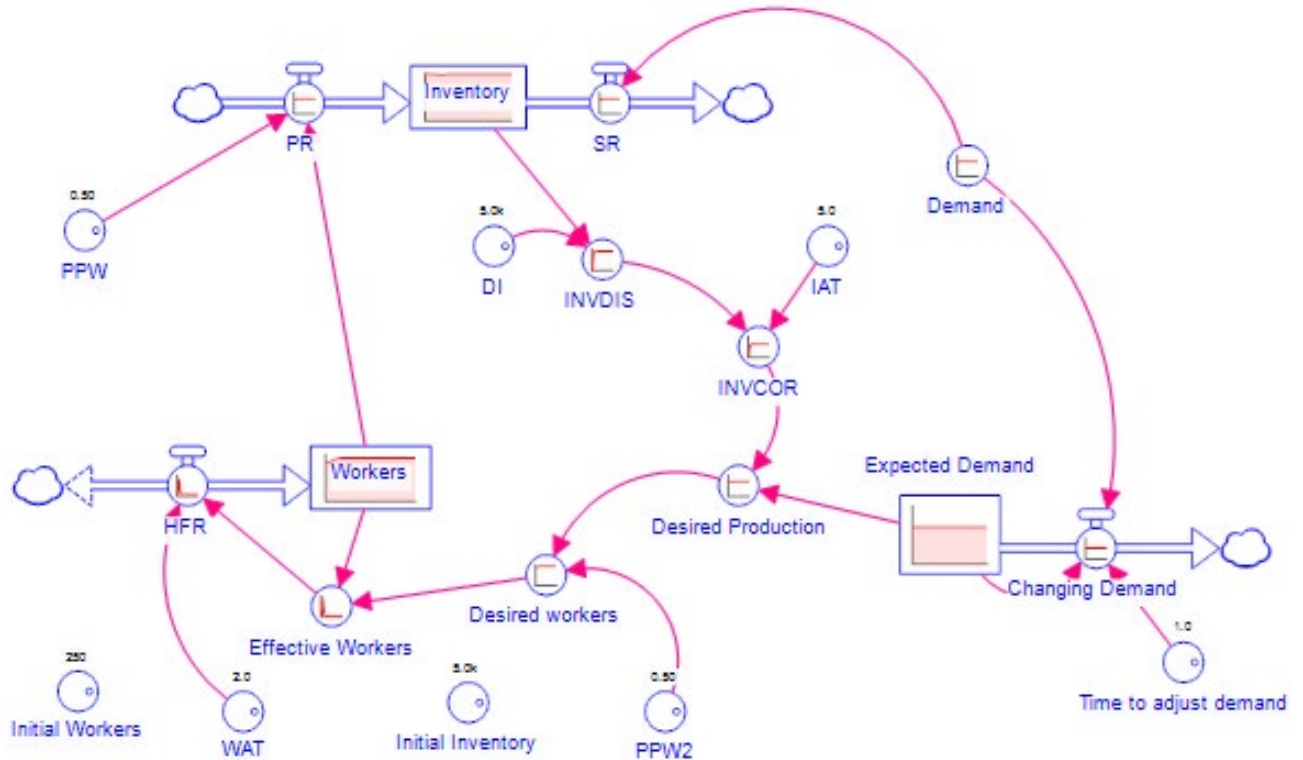 Inventory
PR
SR
0.50
Demand
5.0k
5.0
PPW
DI
INVDIS
IAT
INVCOR
Workers
Expected Demand
HFR
Desired Production
Changing Demand
Desired workers
Effective Workers
1.0
250
2.0
5.0k
0.50
Initial Workers
WAT
Initial Inventory
PPW2
Time to adjust demand